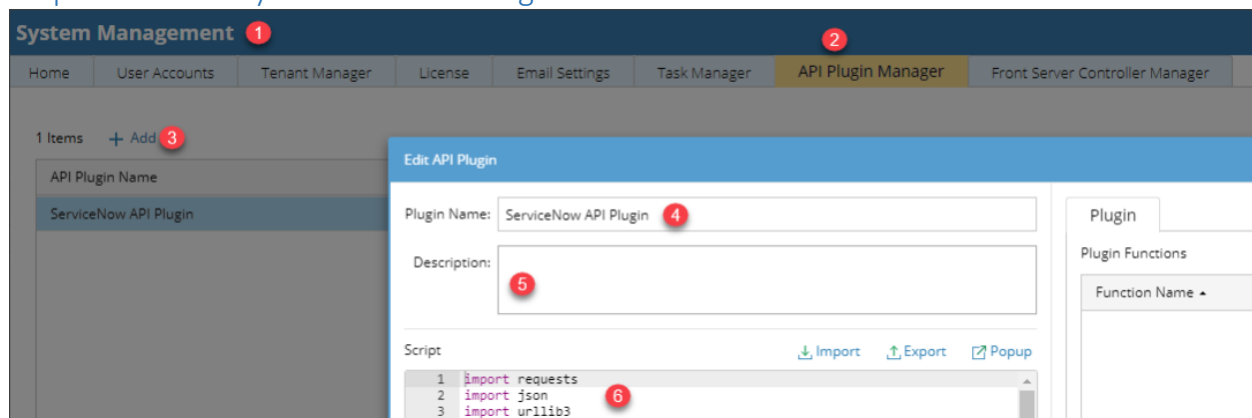 System Management 1
2
Home User Accounts Tenant Manager License Email Settings Task Manager API Plugin Manager Front Server Controller Manager
1 Items + Add 3
API Plugin Name
ServiceNow API Plugin
Edit API Plugin
Plugin Name: ServiceNow API Plugin 4
Description:
5
Script Import Export Popup
1 import requests
2 import json
6
3 import urllib3
Plugin
Plugin Functions
Function Name